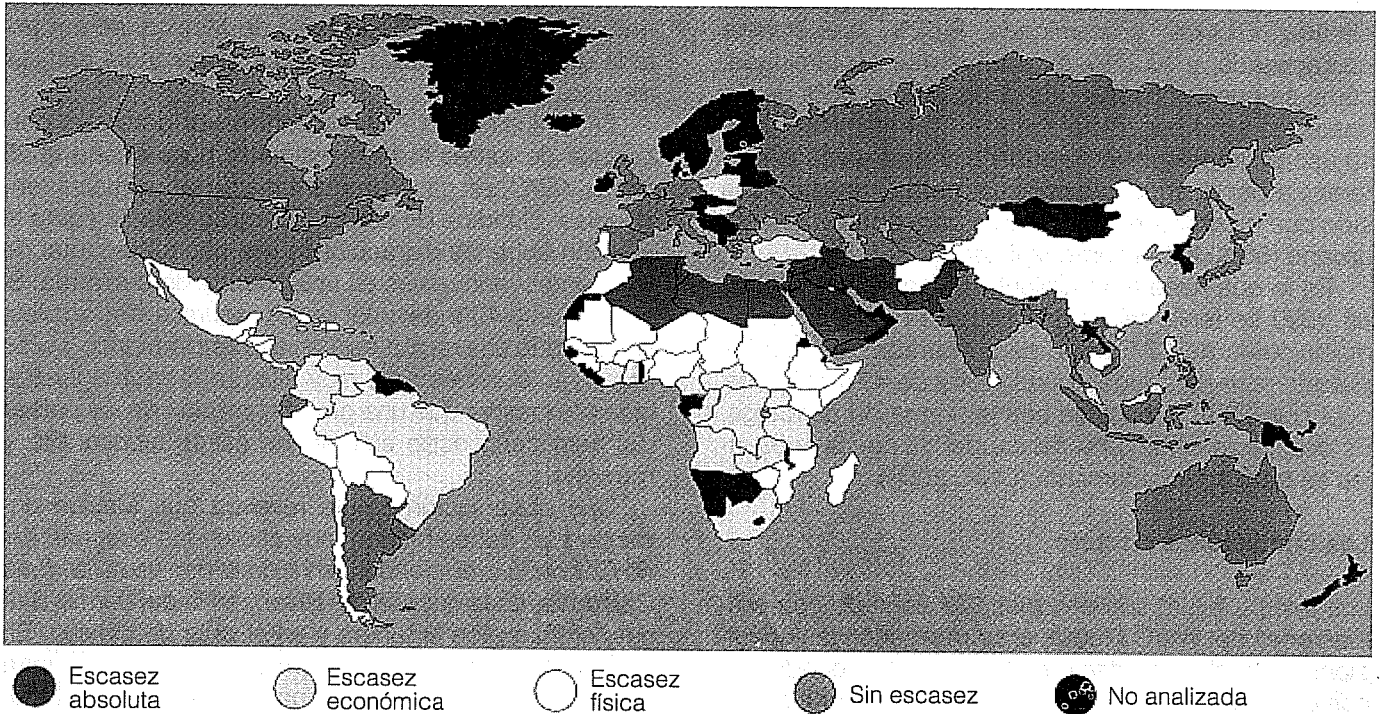 Escasez
absoluta
Escasez
económica
Escasez
física
Sin escasez
No analizada